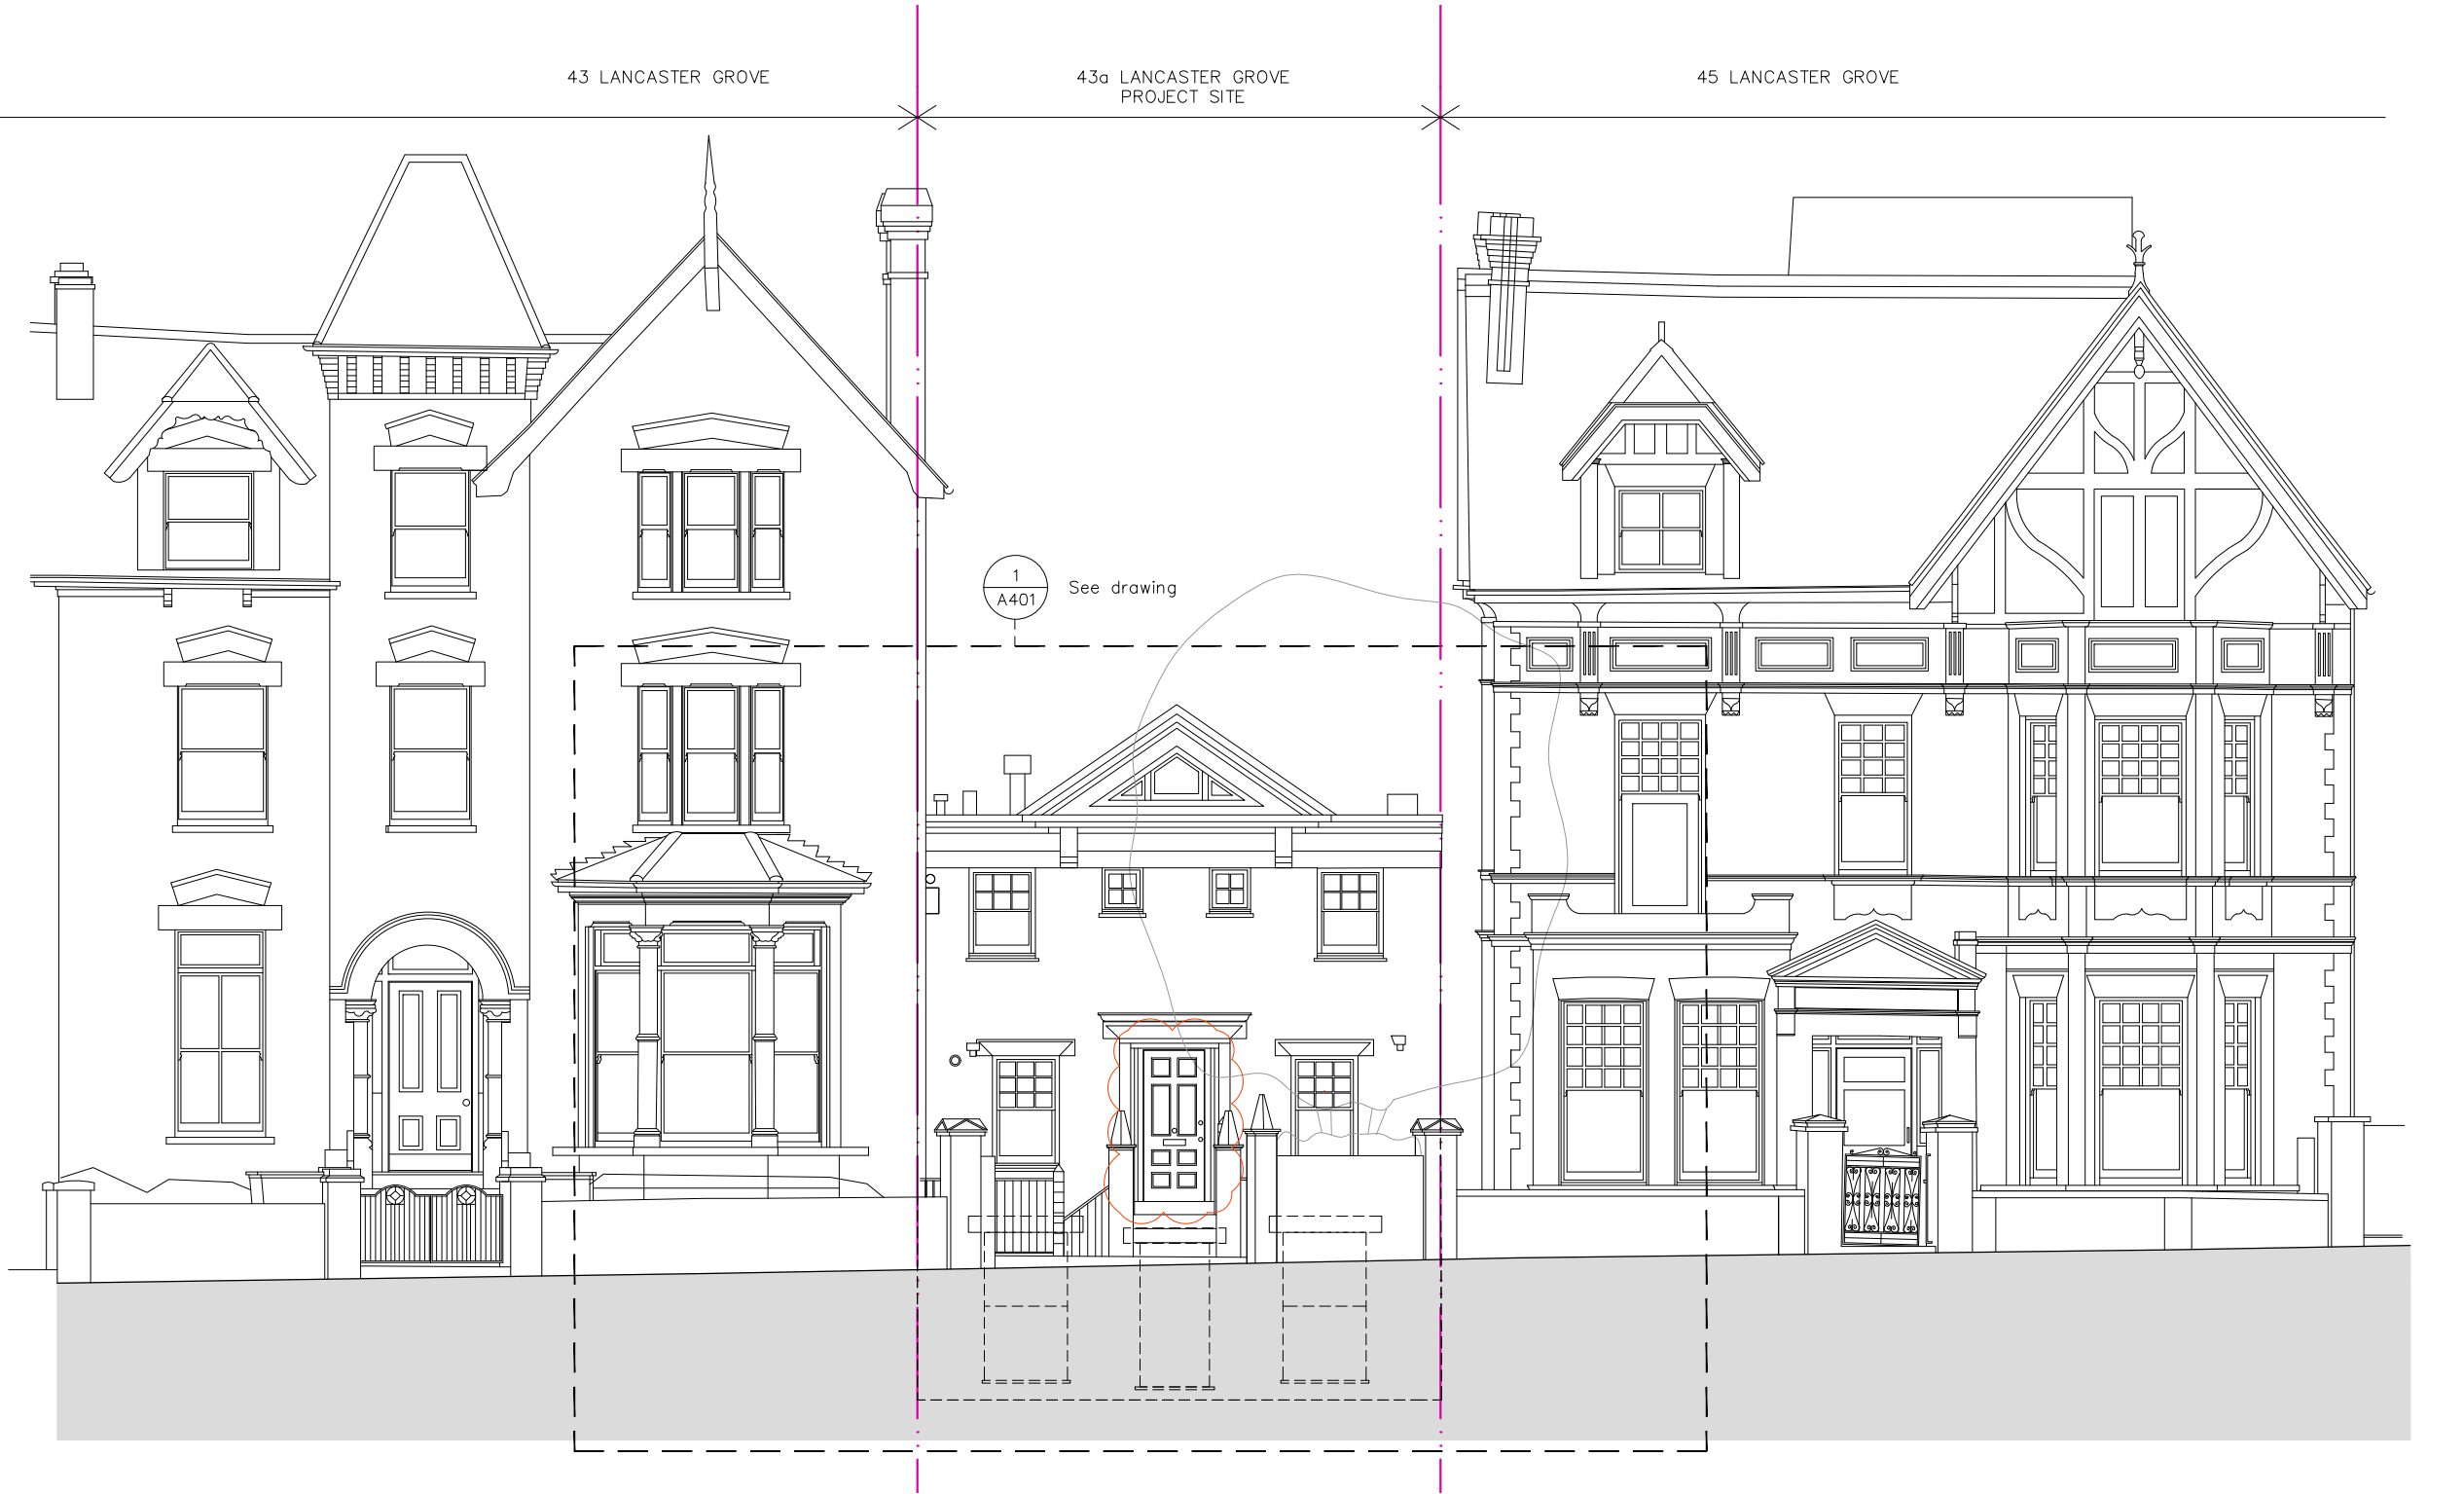 43 LANCASTER GROVE
43a LANCASTER GROVE
PROJECT SITE
45 LANCASTER GROVE
1
A401
See drawing